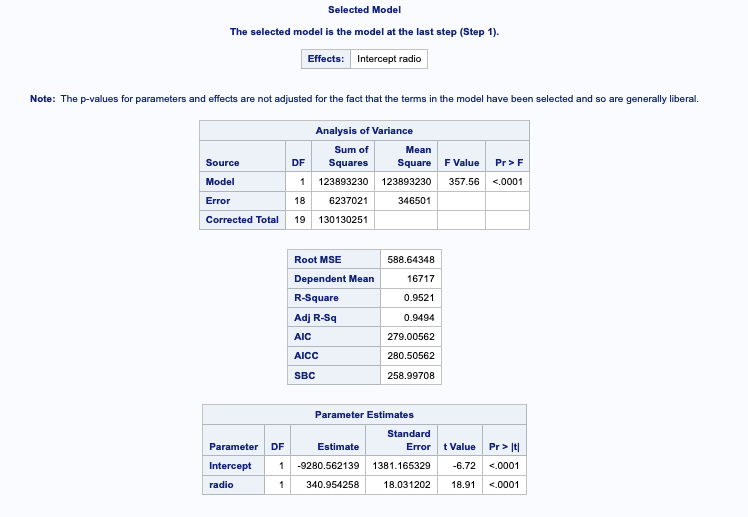 Selected Model
The selected model is the model at the last step (Step 1).
Effects: Intercept radio
Note: The p-values for parameters and effects are not adjusted for the fact that the terms in the model have been selected and so are generally liberal.
Analysis of Variance
Source DF Sum of Squares Mean Square F Value Pr > F
Model 1 123893230 123893230 357.56 <.0001
Error 18 6237021 346501
Corrected Total 19 130130251
Root MSE 588.64348
Dependent Mean 16717
R-Square 0.9521
Adj R-Sq 0.9494
AIC 279.00562
AICC 280.50562
SBC 258.99708
Parameter Estimates
Parameter DF Estimate Standard Error t Value Pr > |t|
Intercept 1 -9280.562139 1381.165329 -6.72 <.0001
radio 1 340.954258 18.031202 18.91 <.0001